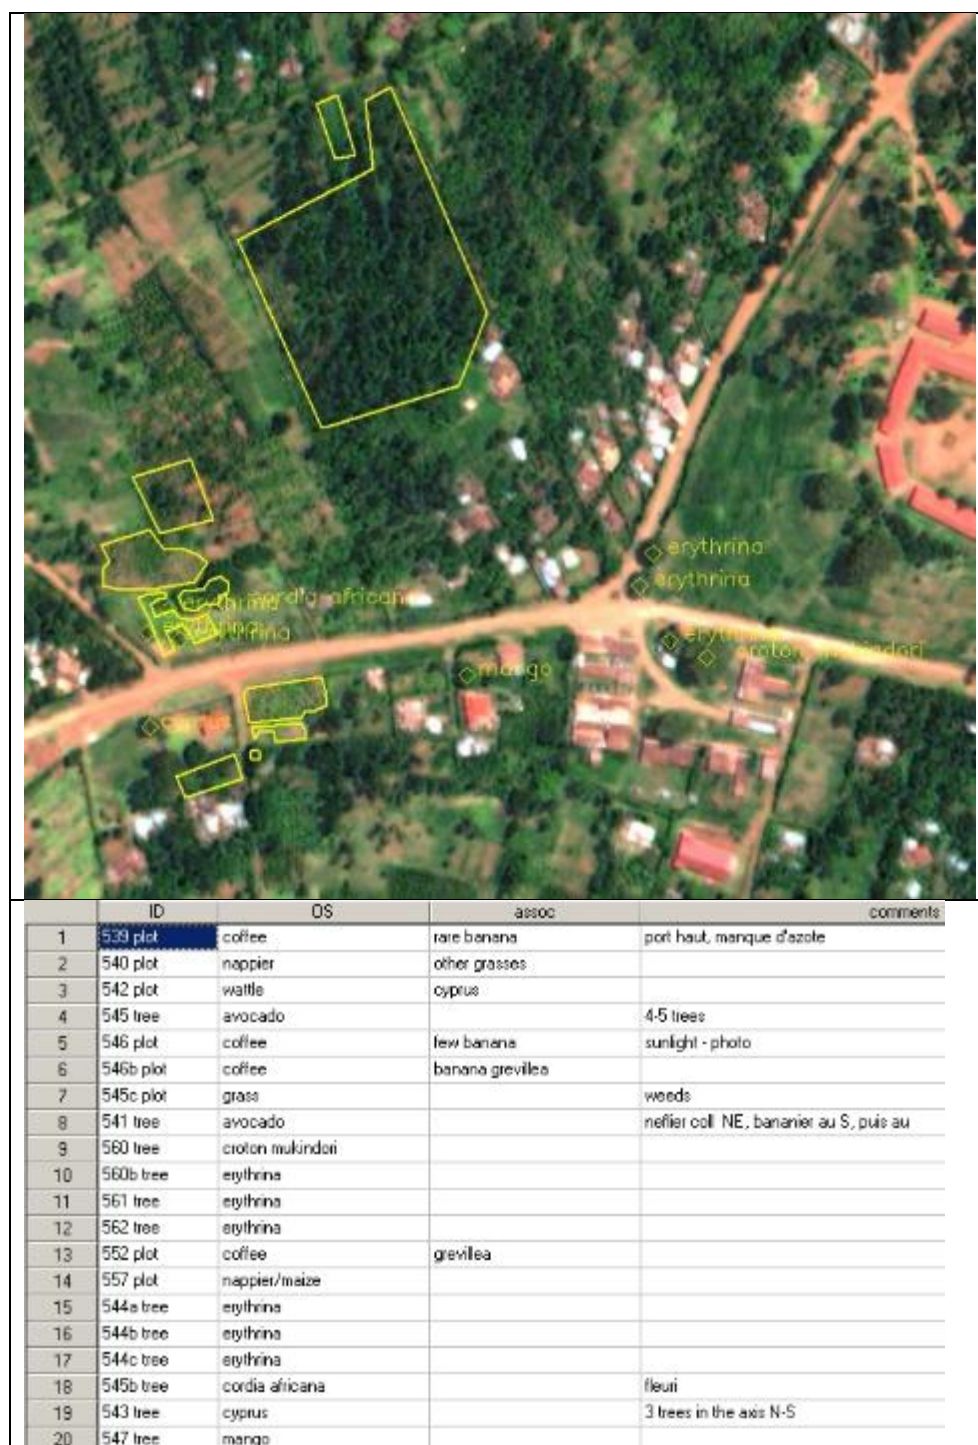 erythrina
erythrina
cordia african
erythrina
mango
ID OS assoc comments
1 539 plot coffee rare banana port haut, manque d'azote
2 540 plot nappier other grasses
3 542 plot wattle cyprus
4 545 tree avocado 4-5 trees
5 546 plot coffee few banana sunlight - photo
6 546b plot coffee banana grevillea
7 545c plot grass weeds
8 541 tree avocado neflier coll NE, bananier au S, puis au
9 560 tree croton mukindori
10 560b tree erythrina
11 561 tree erythrina
12 562 tree erythrina
13 552 plot coffee grevillea
14 557 plot nappier/maize
15 544a tree erythrina
16 544b tree erythrina
17 544c tree erythrina
18 545b tree cordia africana fleuri
19 543 tree cyprus 3 trees in the axis N-S
20 547 tree mango